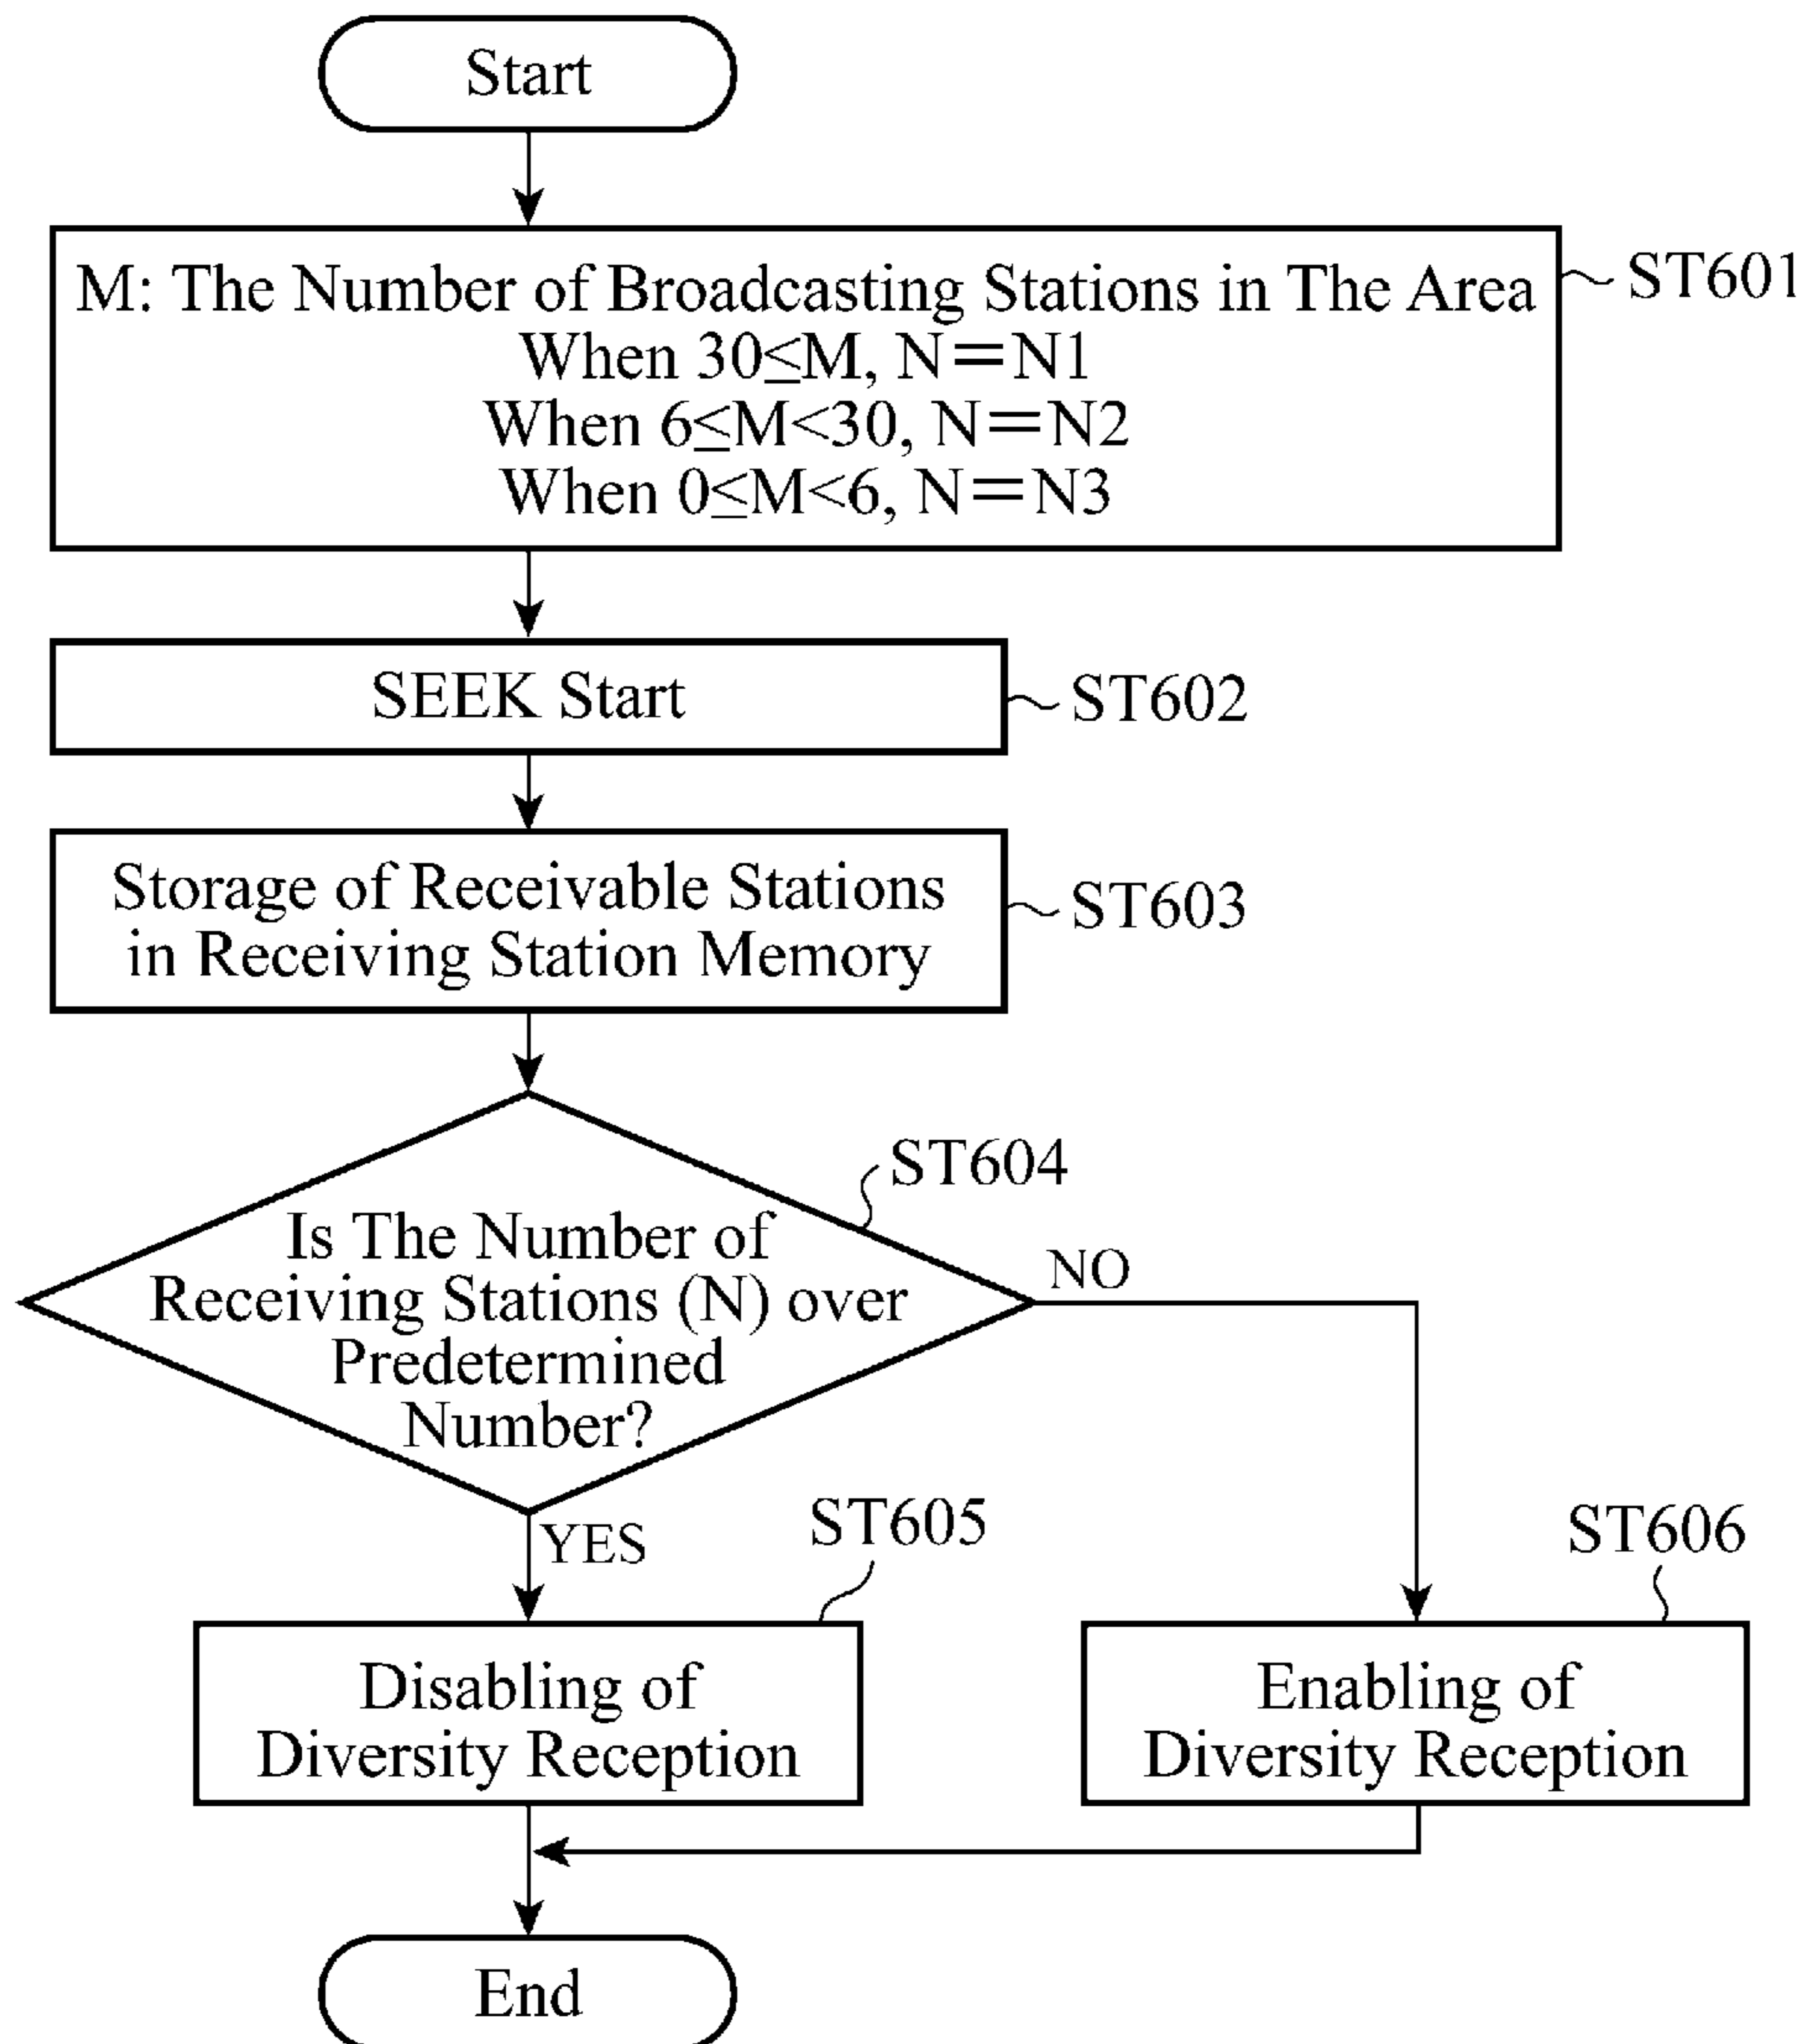 Start
M: The Number of Broadcasting Stations in The Area
When 30≤M, N=N1
When 6≤M<30, N=N2
When 0≤M<6, N=N3
ST601
SEEK Start
ST602
Storage of Receivable Stations
in Receiving Station Memory
ST603
ST604
Is The Number of
Receiving Stations (N) over
Predetermined
Number?
NO
YES
ST605
ST606
Disabling of
Diversity Reception
Enabling of
Diversity Reception
End